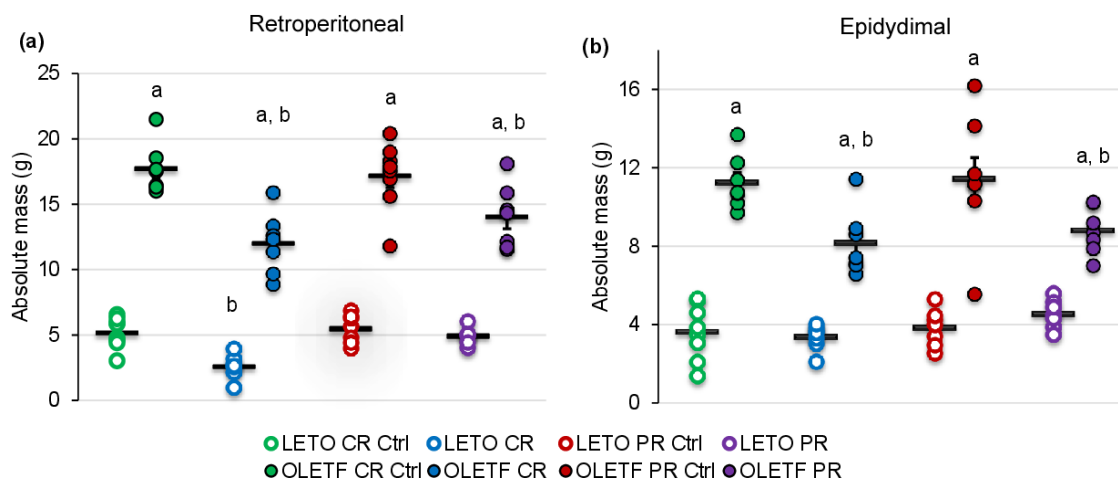 (a)
Retroperitoneal
Absolute mass (g)
25
20
15
10
5
0
a
a, b
b
a
a, b
(b)
Epidydimal
Absolute mass (g)
16
12
8
4
0
a
a, b
a
a, b
LETO CR Ctrl LETO CR LETO PR Ctrl LETO PR
OLETF CR Ctrl OLETF CR OLETF PR Ctrl OLETF PR